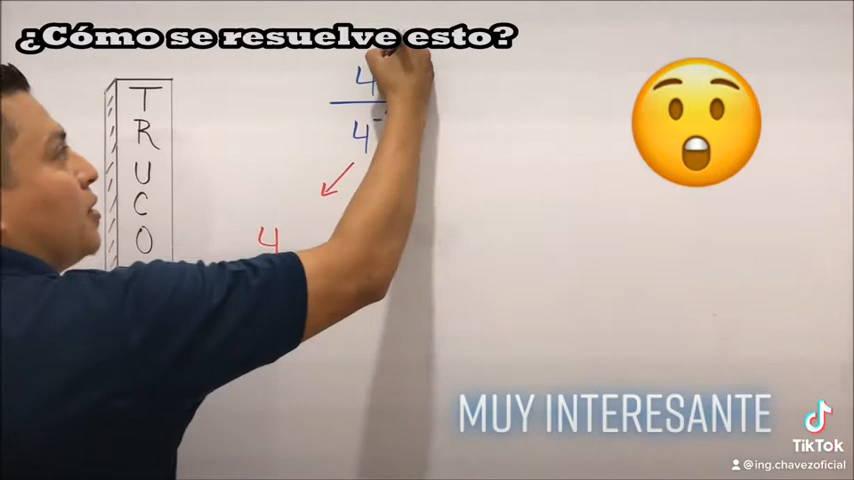 ¿Cómo se resuelve esto?
T
R
U
C
O
4
4
4
MUY INTERESANTE
TikTok
@ing.chavezoficial